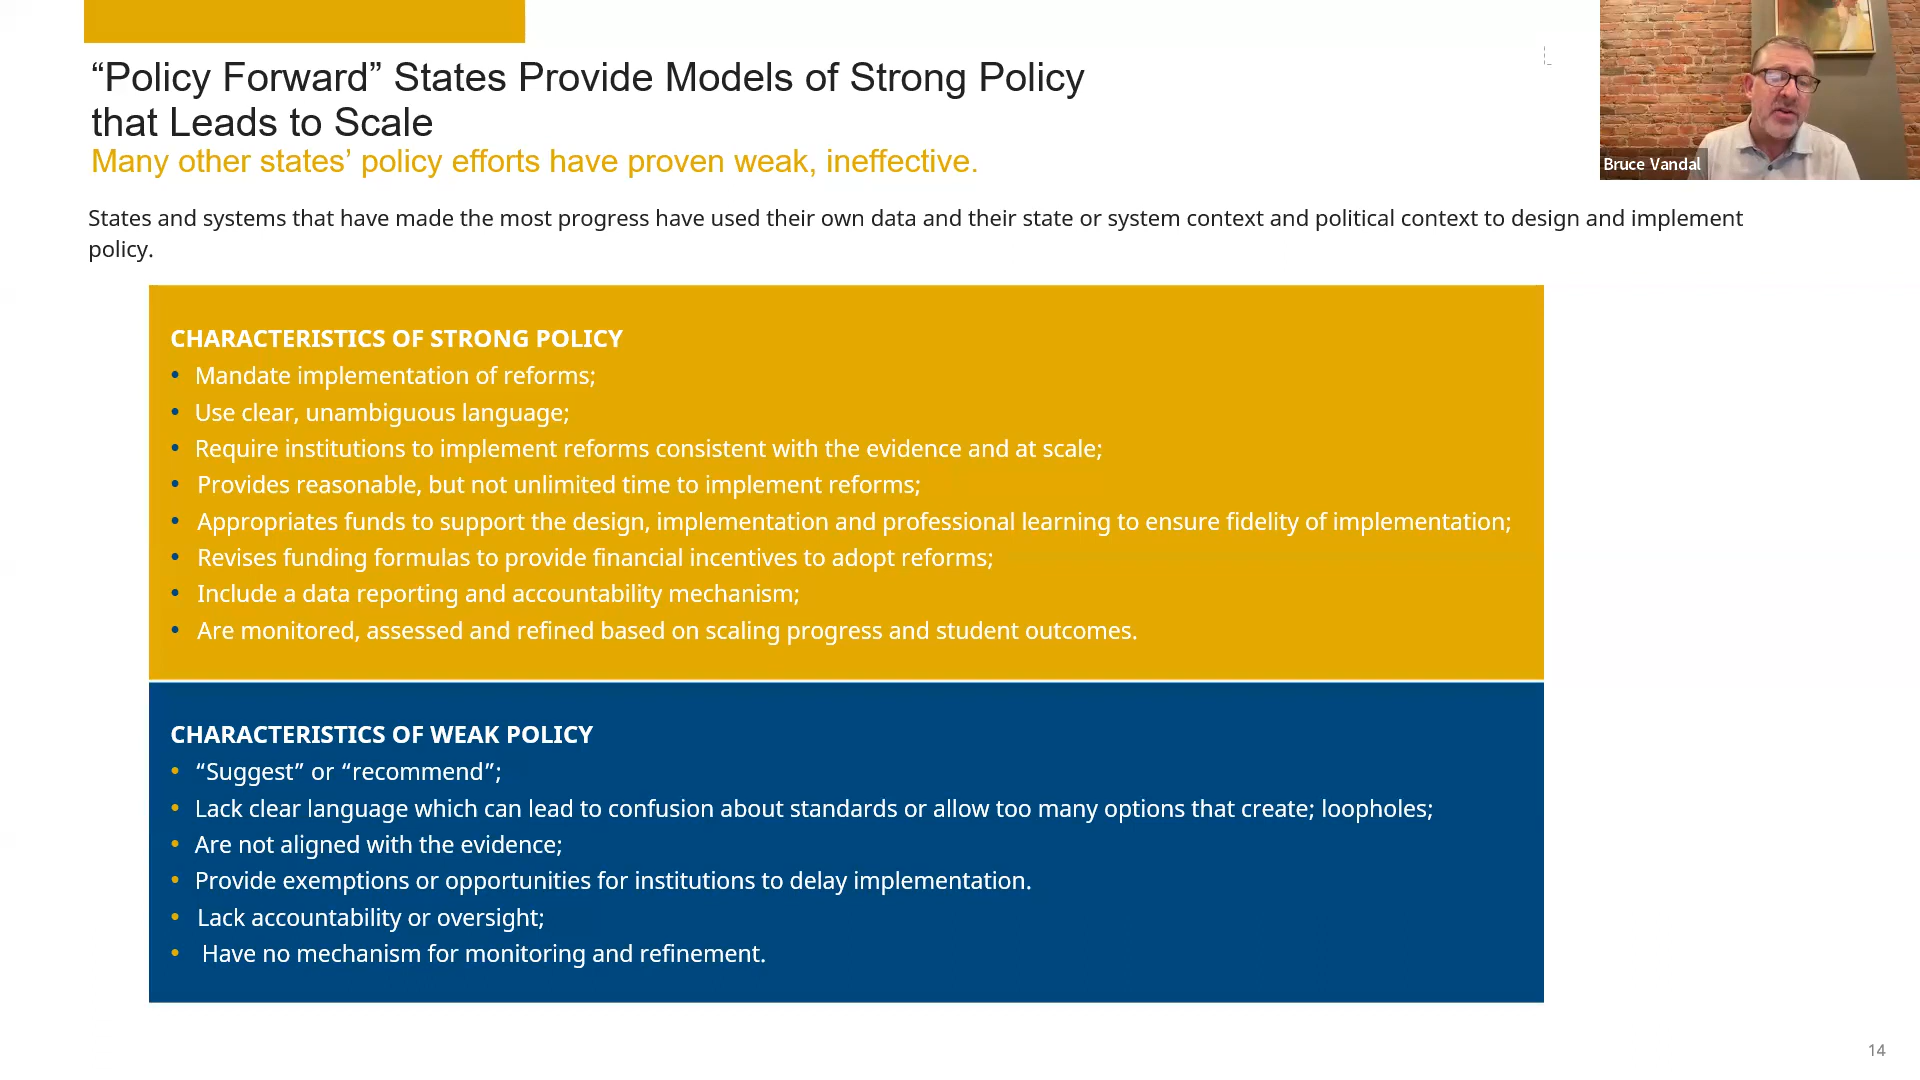 “Policy Forward” States Provide Models of Strong Policy
that Leads to Scale
Many other states’ policy efforts have proven weak, ineffective.
Bruce Vandal
States and systems that have made the most progress have used their own data and their state or system context and political context to design and implement
policy.
CHARACTERISTICS OF STRONG POLICY
• Mandate implementation of reforms;
• Use clear, unambiguous language;
• Require institutions to implement reforms consistent with the evidence and at scale;
• Provides reasonable, but not unlimited time to implement reforms;
• Appropriates funds to support the design, implementation and professional learning to ensure fidelity of implementation;
• Revises funding formulas to provide financial incentives to adopt reforms;
• Include a data reporting and accountability mechanism;
• Are monitored, assessed and refined based on scaling progress and student outcomes.
CHARACTERISTICS OF WEAK POLICY
• “Suggest” or “recommend”;
• Lack clear language which can lead to confusion about standards or allow too many options that create; loopholes;
• Are not aligned with the evidence;
• Provide exemptions or opportunities for institutions to delay implementation.
• Lack accountability or oversight;
• Have no mechanism for monitoring and refinement.
14